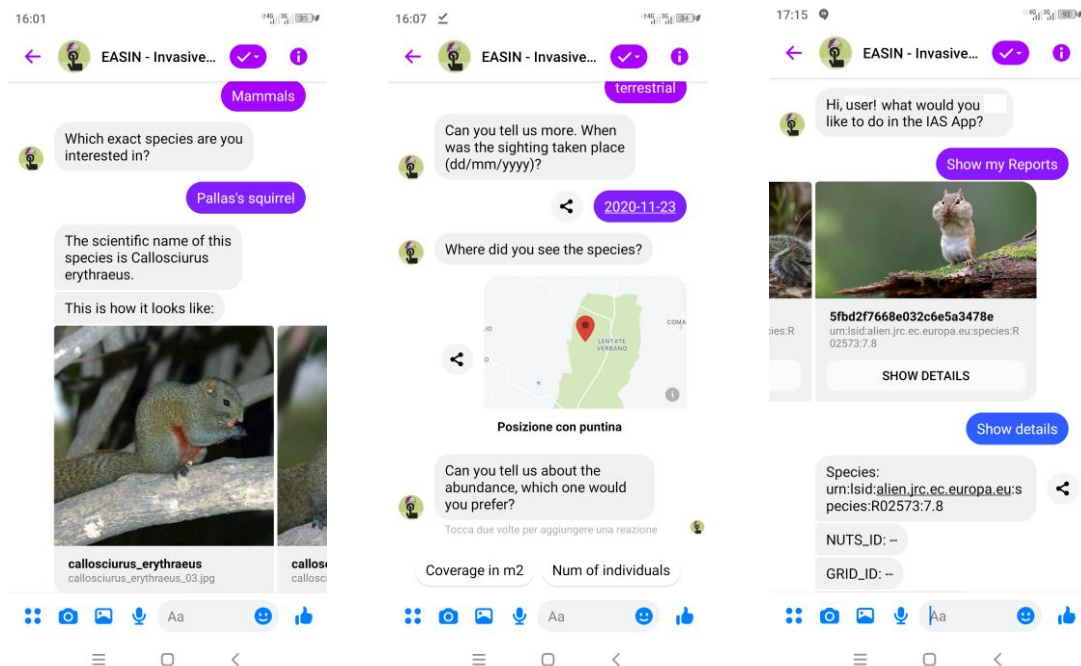 16:01
EASIN - Invasive...
Mammals
Which exact species are you
interested in?
Pallas's squirrel
The scientific name of this
species is Callosciurus
erythraeus.
This is how it looks like:
callosciurus_erythraeus
callosciurus_erythraeus_03.jpg
callos
callosci
Aa
16:07
EASIN - Invasive...
terrestrial
Can you tell us more. When
was the sighting taken place
(dd/mm/yyyy)?
2020-11-23
Where did you see the species?
COMA
LENTATE
VERBANO
Posizione con puntina
Can you tell us about the
abundance, which one would
you prefer?
Tocca due volte per aggiungere una reazione
Coverage in m2
Num of individuals
Aa
17:15
EASIN - Invasive...
Hi, user! what would you
like to do in the IAS App?
Show my Reports
5fbd2f7668e032c6e5a3478e
ies:R
urn:lsid:alien.jrc.ec.europa.eu:species:R
02573:7.8
SHOW DETAILS
Show details
Species:
urn:lsid:alien.jrc.ec.europa.eu:s
pecies:R02573:7.8
NUTS_ID: --
GRID_ID: --
Aa